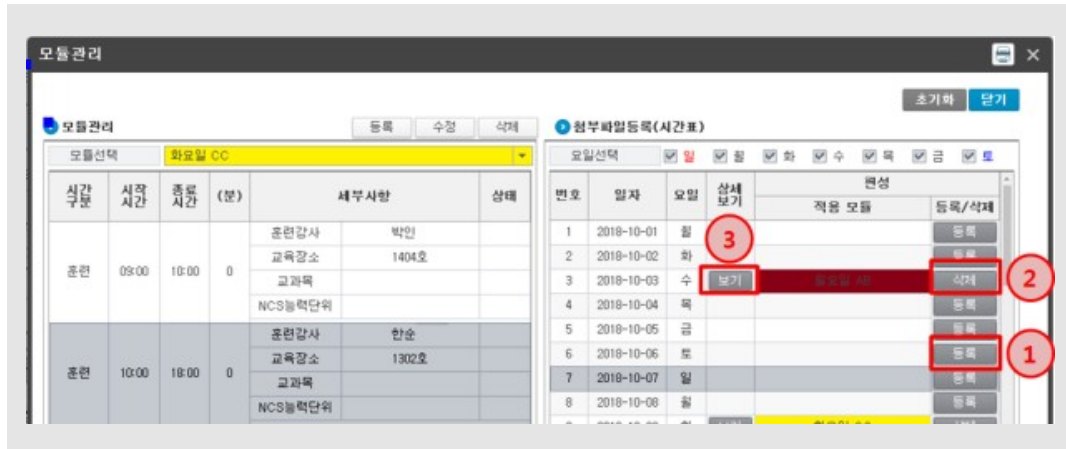 모듈관리
초기화 닫기
모듈관리 등록 수정 삭제
첨부파일등록(시간표)
모듈선택 화요일 CC
요일선택 일 월 화 수 목 금 토
시간구분 시작시간 종료시간 (분) 세부사항 상태
번호 일자 요일 상세보기 편성
적용 모듈 등록/삭제
훈련 09:00 10:00 0
훈련강사 박인
교육장소 1404호
교과목
NCS능력단위
훈련 10:00 18:00 0
훈련강사 한순
교육장소 1302호
교과목
NCS능력단위
1 2018-10-01 월 등록
2 2018-10-02 화 등록
3 2018-10-03 수 보기 삭제
4 2018-10-04 목 등록
5 2018-10-05 금 등록
6 2018-10-06 토 등록
7 2018-10-07 일 등록
8 2018-10-08 월 등록
3
2
1